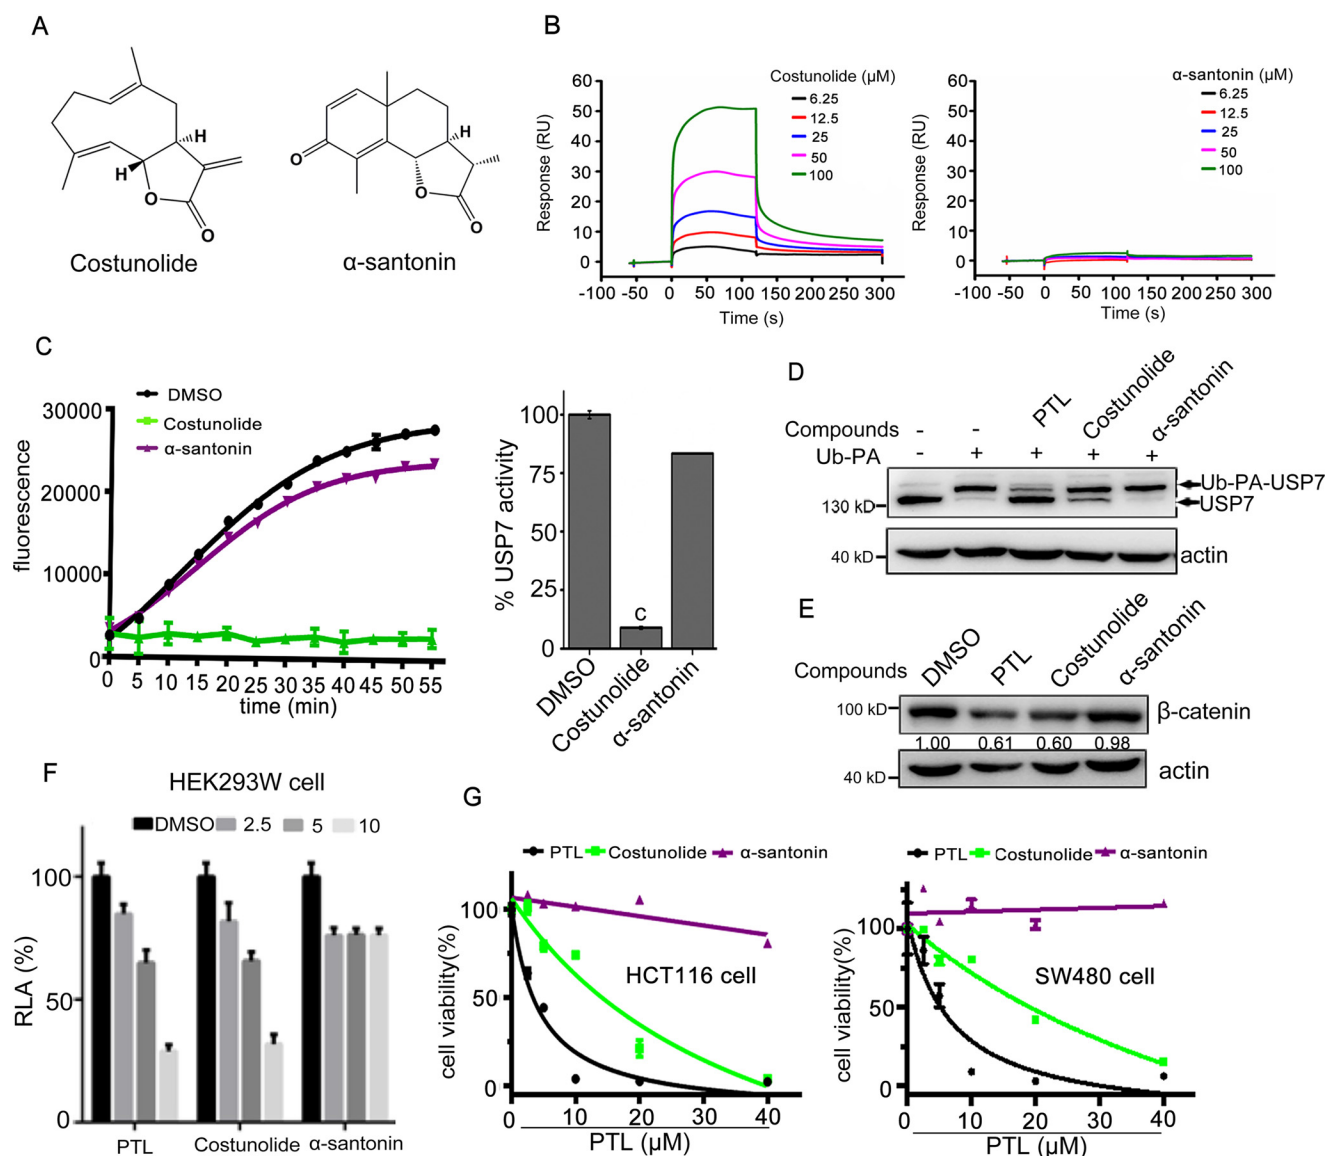 A
H
H
O
O
Costunolide
O
H
O
O
α-santonin
B
Costunolide (µM)
6.25
12.5
25
50
100
Response (RU)
60
50
40
30
20
10
0
-100 -50 0 50 100 150 200 250 300
Time (s)
α-santonin (µM)
6.25
12.5
25
50
100
Response (RU)
60
50
40
30
20
10
0
-100 -50 0 50 100 150 200 250 300
Time (s)
C
DMSO
Costunolide
α-santonin
fluorescence
30000
20000
10000
0
0 5 10 15 20 25 30 35 40 45 50 55
time (min)
% USP7 activity
100
75
50
25
0
c
DMSO
Costunolide
α-santonin
D
PTL
Costunolide
α-santonin
Compounds - -
Ub-PA - + + + +
130 kD
Ub-PA-USP7
USP7
40 kD
actin
E
Compounds
DMSO
PTL
Costunolide
α-santonin
100 kD
β-catenin
1.00 0.61 0.60 0.98
40 kD
actin
F
HEK293W cell
DMSO 2.5 5 10
RLA (%)
100
50
0
PTL Costunolide α-santonin
G
PTL Costunolide α-santonin
cell viability(%)
100
50
0
HCT116 cell
0 10 20 30 40
PTL (µM)
PTL Costunolide α-santonin
cell viability(%)
100
50
0
SW480 cell
0 10 20 30 40
PTL (µM)